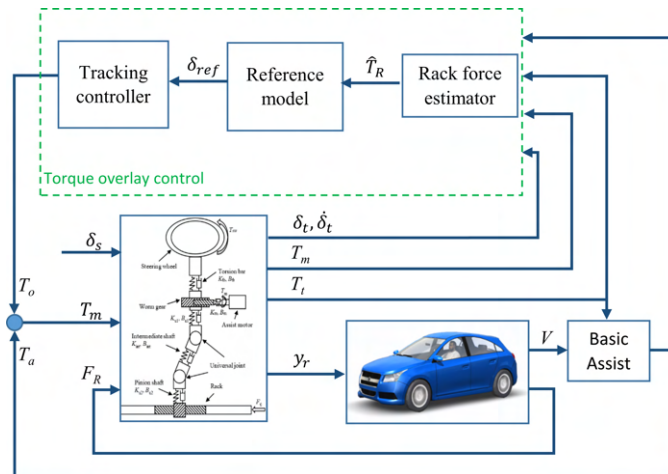 Tracking
controller
δ_ref
Reference
model
T̂_R
Rack force
estimator
Torque overlay control
δ_s
T_o
T_m
T_a
F_R
Steering wheel
Torsion bar
Worm gear
Assist motor
Intermediate shaft
Universal joint
Pinion shaft
Rack
δ_t, δ̇_t
T_m
T_t
y_r
V
Basic
Assist